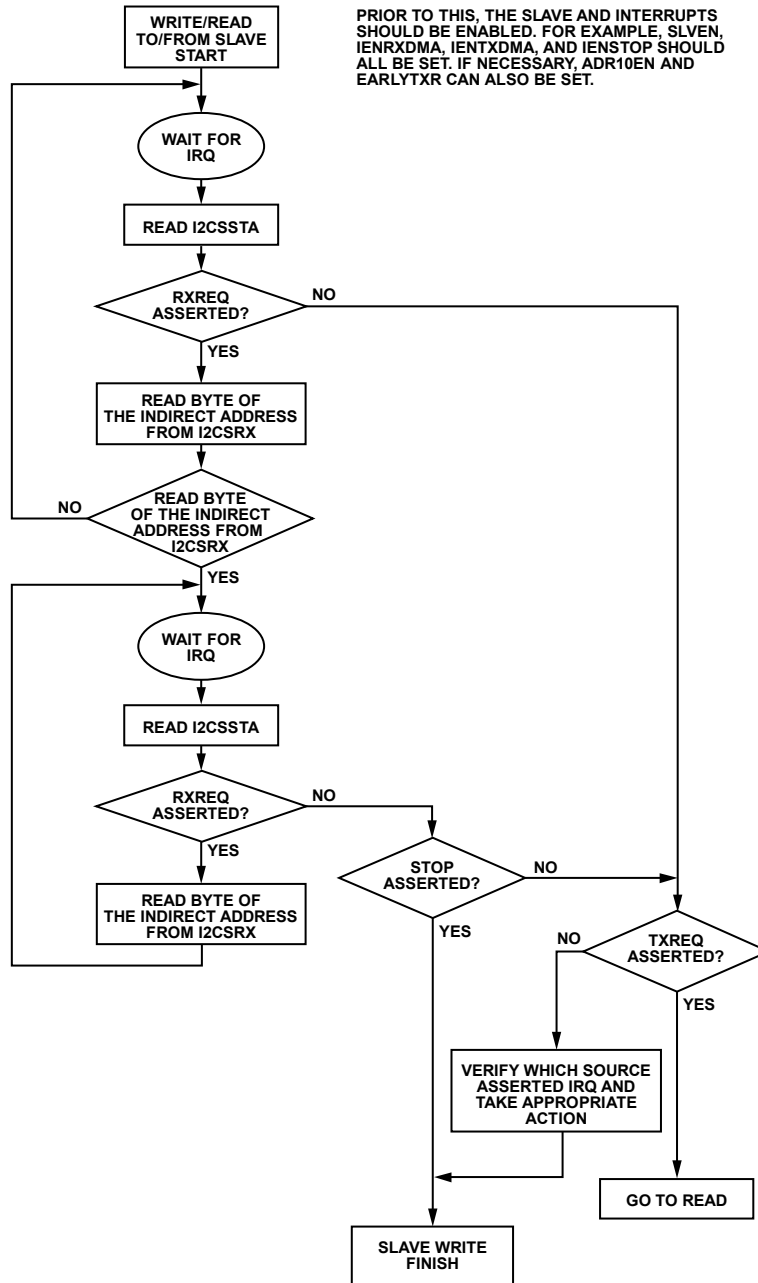 WRITE/READ
TO/FROM SLAVE
START
PRIOR TO THIS, THE SLAVE AND INTERRUPTS
SHOULD BE ENABLED. FOR EXAMPLE, SLVEN,
IENRXDMA, IENTXDMA, AND IENSTOP SHOULD
ALL BE SET. IF NECESSARY, ADR10EN AND
EARLYTXR CAN ALSO BE SET.
WAIT FOR
IRQ
READ I2CSSTA
RXREQ
ASSERTED?
NO
YES
READ BYTE OF
THE INDIRECT ADDRESS
FROM I2CSRX
NO
READ BYTE
OF THE INDIRECT
ADDRESS FROM
I2CSRX
YES
WAIT FOR
IRQ
READ I2CSSTA
RXREQ
ASSERTED?
NO
YES
READ BYTE OF
THE INDIRECT ADDRESS
FROM I2CSRX
STOP
ASSERTED?
NO
YES
NO
TXREQ
ASSERTED?
YES
VERIFY WHICH SOURCE
ASSERTED IRQ AND
TAKE APPROPRIATE
ACTION
GO TO READ
SLAVE WRITE
FINISH